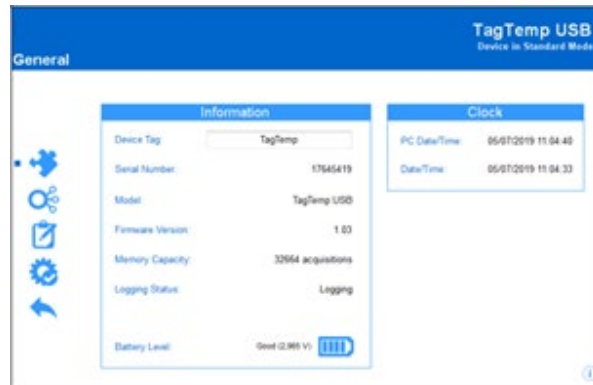 TagTemp USB
Device in Standard Mode
General
Information
Device Tag:
TagTemp
Serial Number:
17645419
Model:
TagTemp USB
Firmware Version:
1.03
Memory Capacity:
32664 acquisitions
Logging Status:
Logging
Battery Level:
Good (2,965 V)
Clock
PC Date/Time:
05/07/2019 11:04:40
Date/Time:
05/07/2019 11:04:33